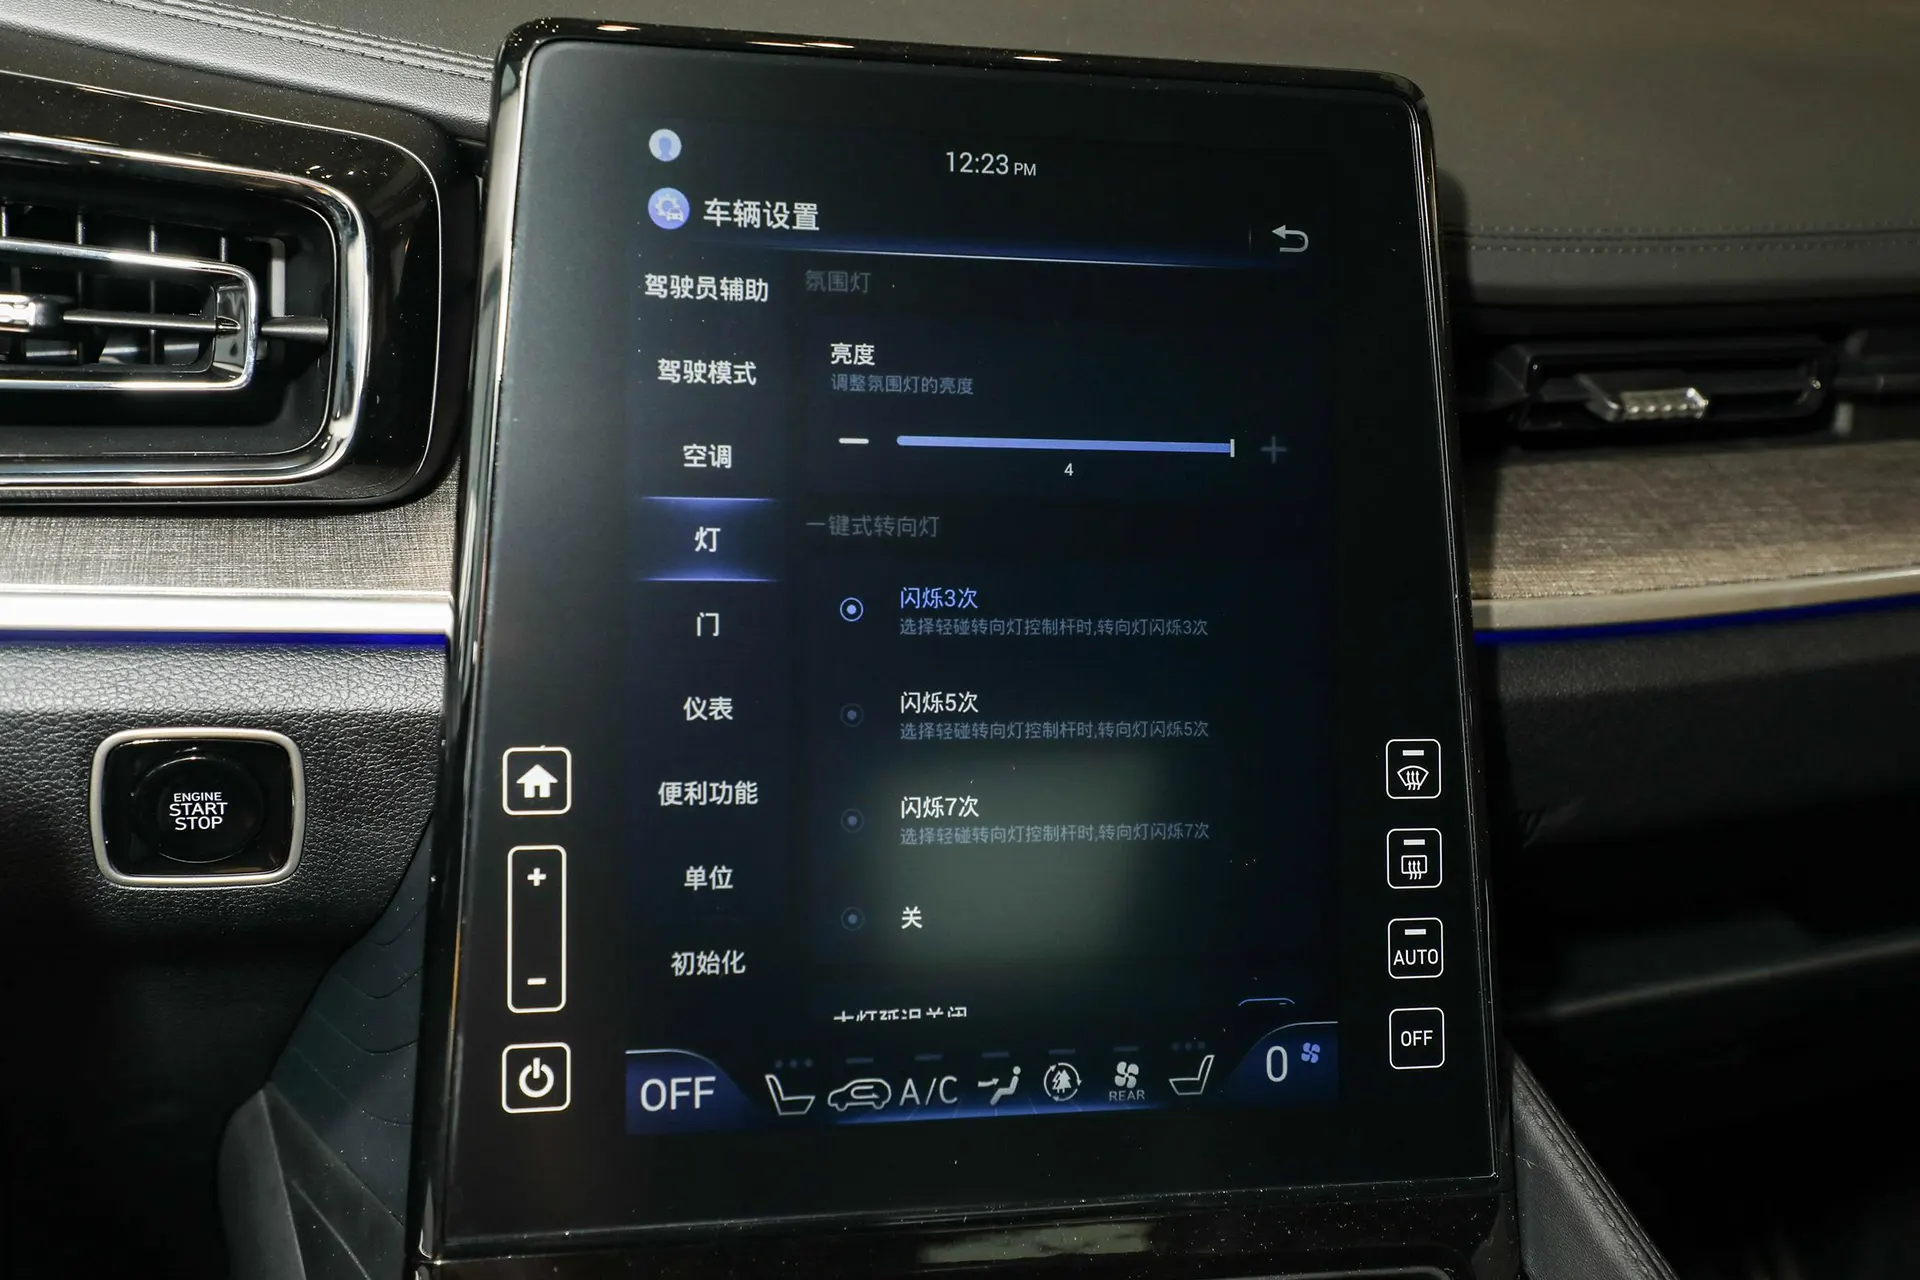 12:23 PM
车辆设置
驾驶员辅助
驾驶模式
空调
灯
门
仪表
便利功能
单位
初始化
氛围灯
亮度
调整氛围灯的亮度
4
一键式转向灯
闪烁3次
选择轻碰转向灯控制杆时,转向灯闪烁3次
闪烁5次
选择轻碰转向灯控制杆时,转向灯闪烁5次
闪烁7次
选择轻碰转向灯控制杆时,转向灯闪烁7次
关
大灯延迟关闭
OFF
A/C
REAR
0
ENGINE
START
STOP
AUTO
OFF